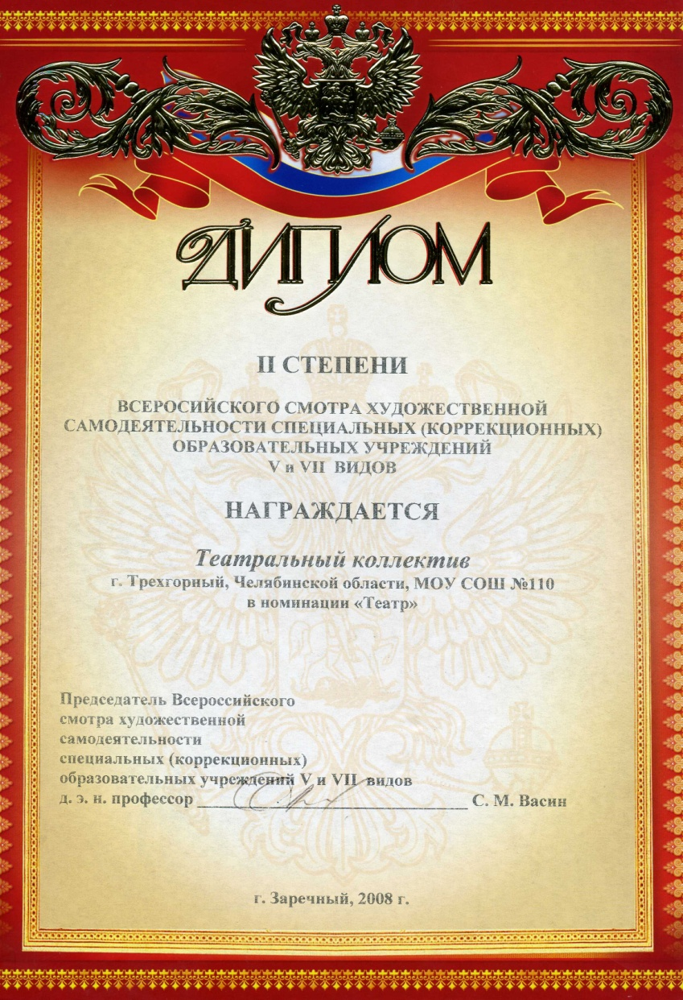 ДИПЛОМ
II СТЕПЕНИ
ВСЕРОСИЙСКОГО СМОТРА ХУДОЖЕСТВЕННОЙ
САМОДЕЯТЕЛЬНОСТИ СПЕЦИАЛЬНЫХ (КОРРЕКЦИОННЫХ)
ОБРАЗОВАТЕЛЬНЫХ УЧРЕЖДЕНИЙ
V и VII ВИДОВ
НАГРАЖДАЕТСЯ
Театральный коллектив
г. Трехгорный, Челябинской области, МОУ СОШ №110
в номинации «Театр»
Председатель Всероссийского
смотра художественной
самодеятельности
специальных (коррекционных)
образовательных учреждений V и VII видов
д. э. н. профессор С. М. Васин
г. Заречный, 2008 г.